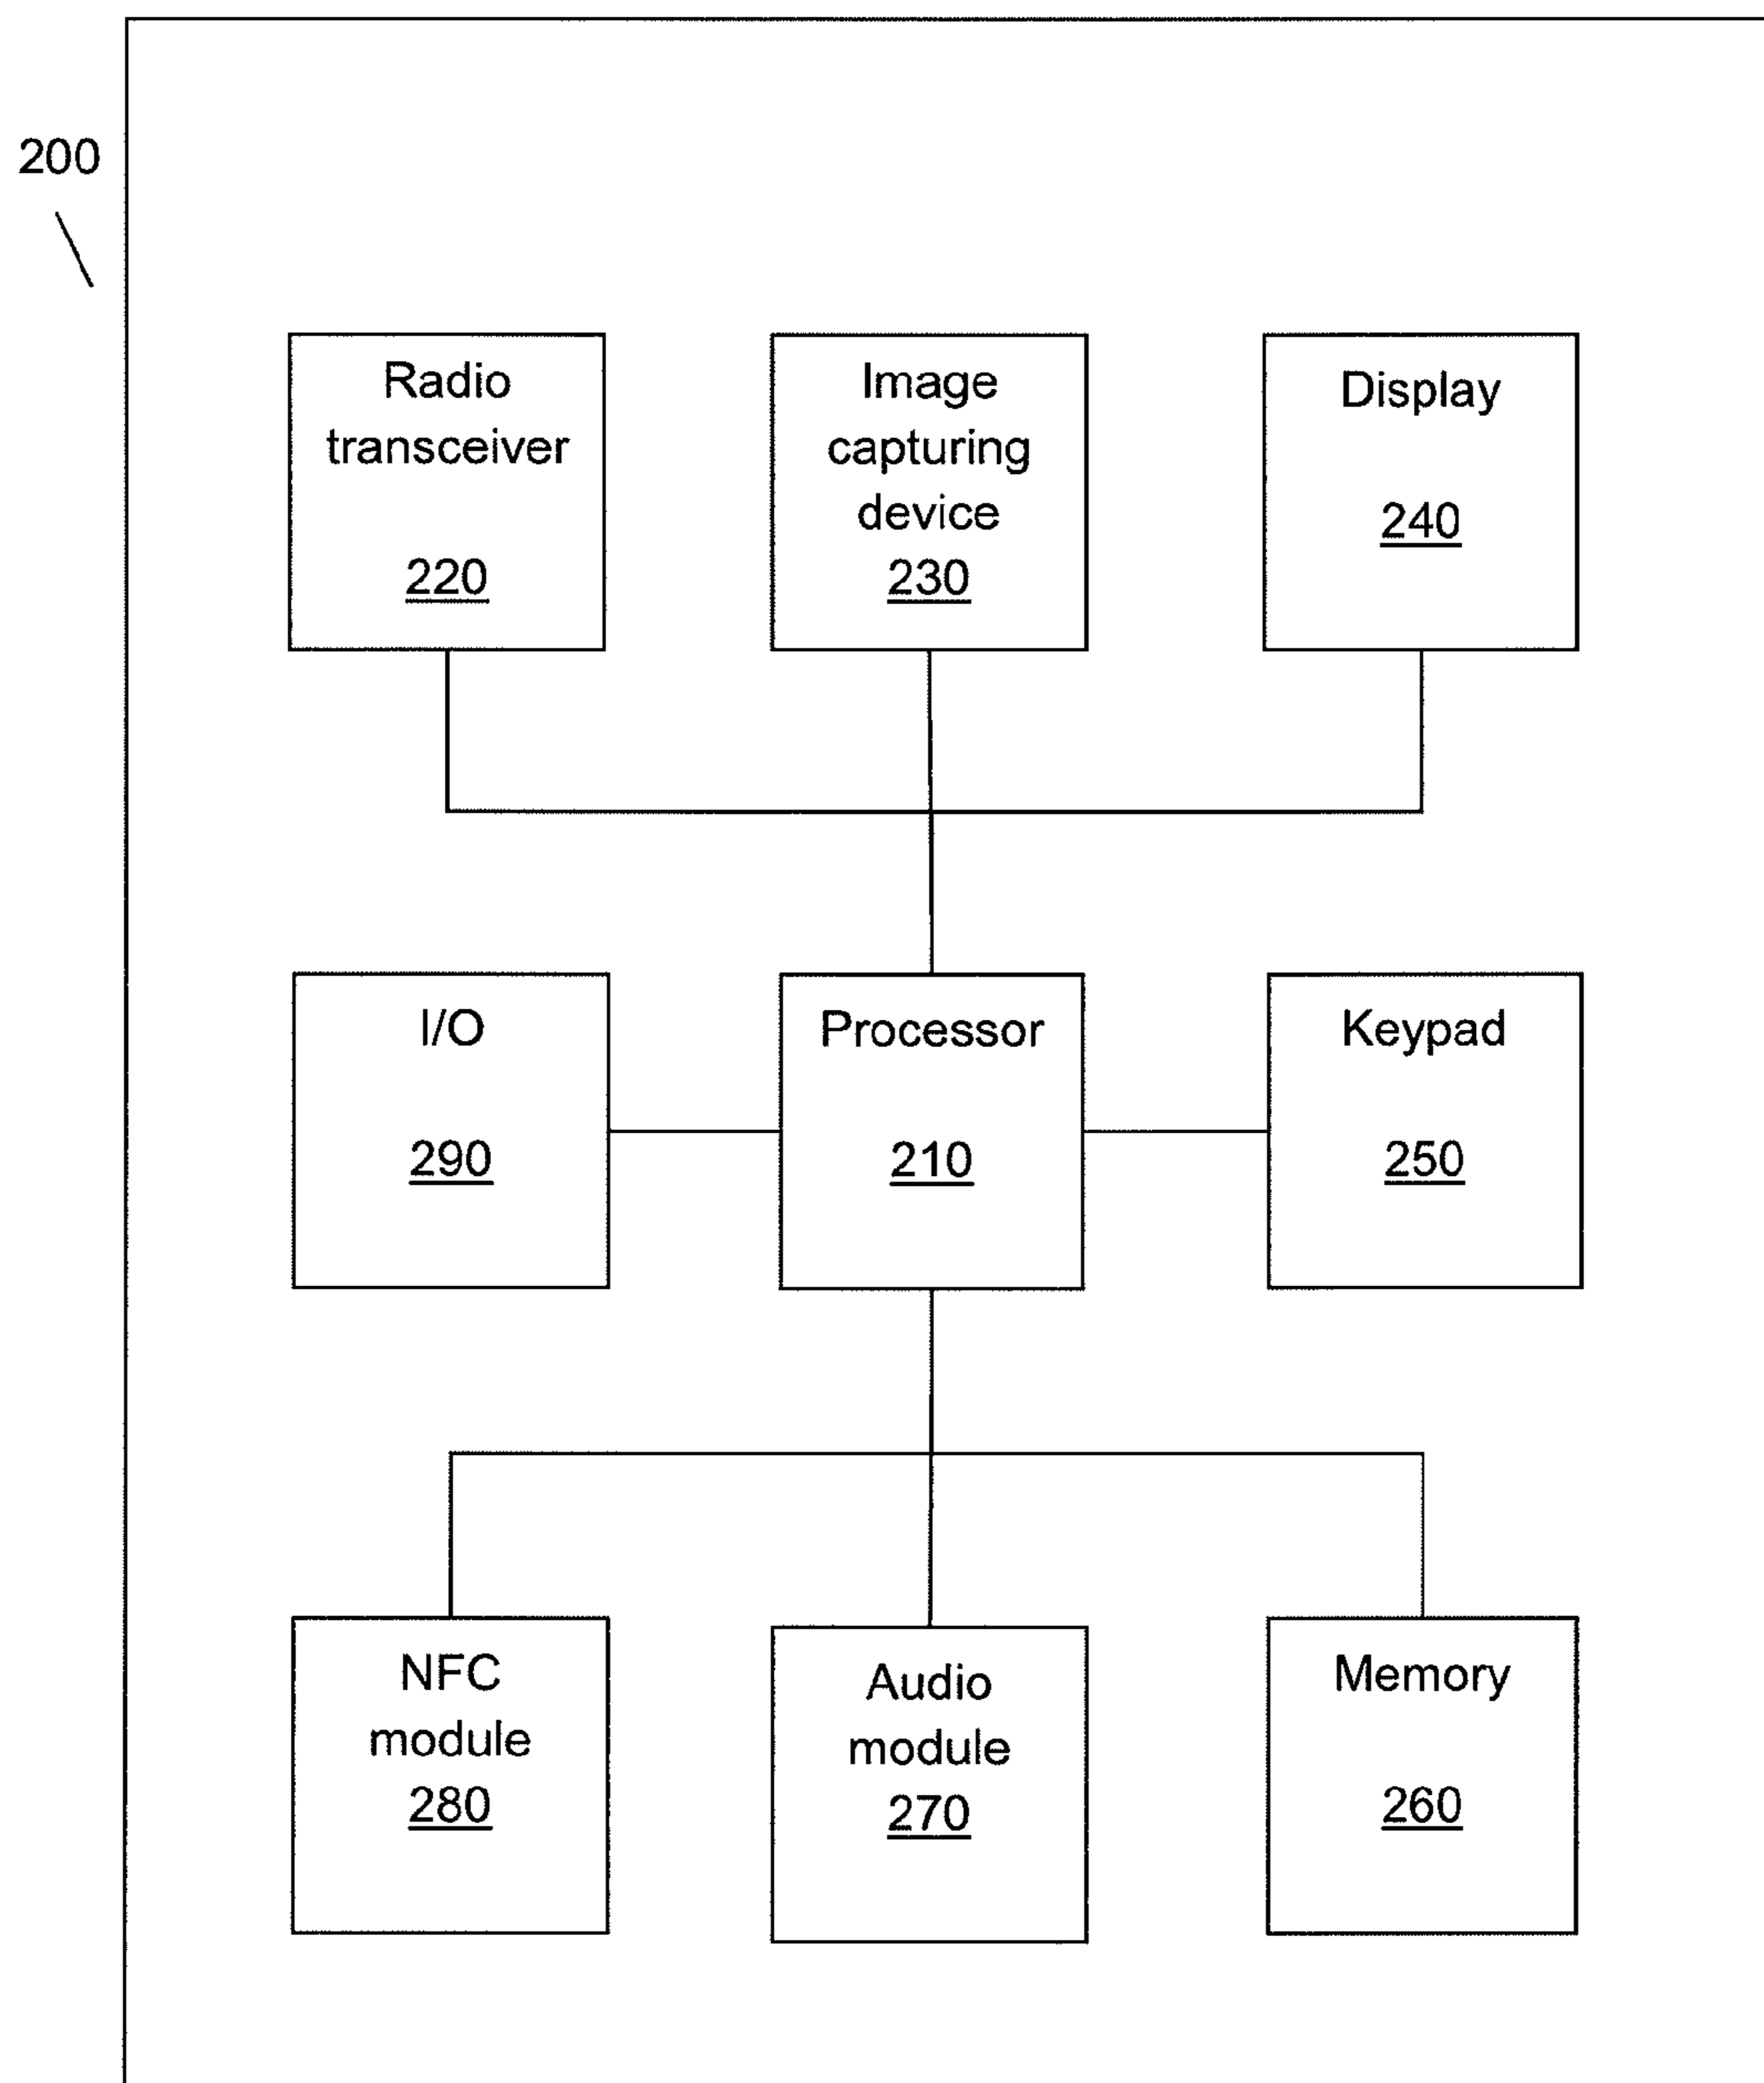 200
Radio
transceiver
220
Image
capturing
device
230
Display
240
I/O
290
Processor
210
Keypad
250
NFC
module
280
Audio
module
270
Memory
260